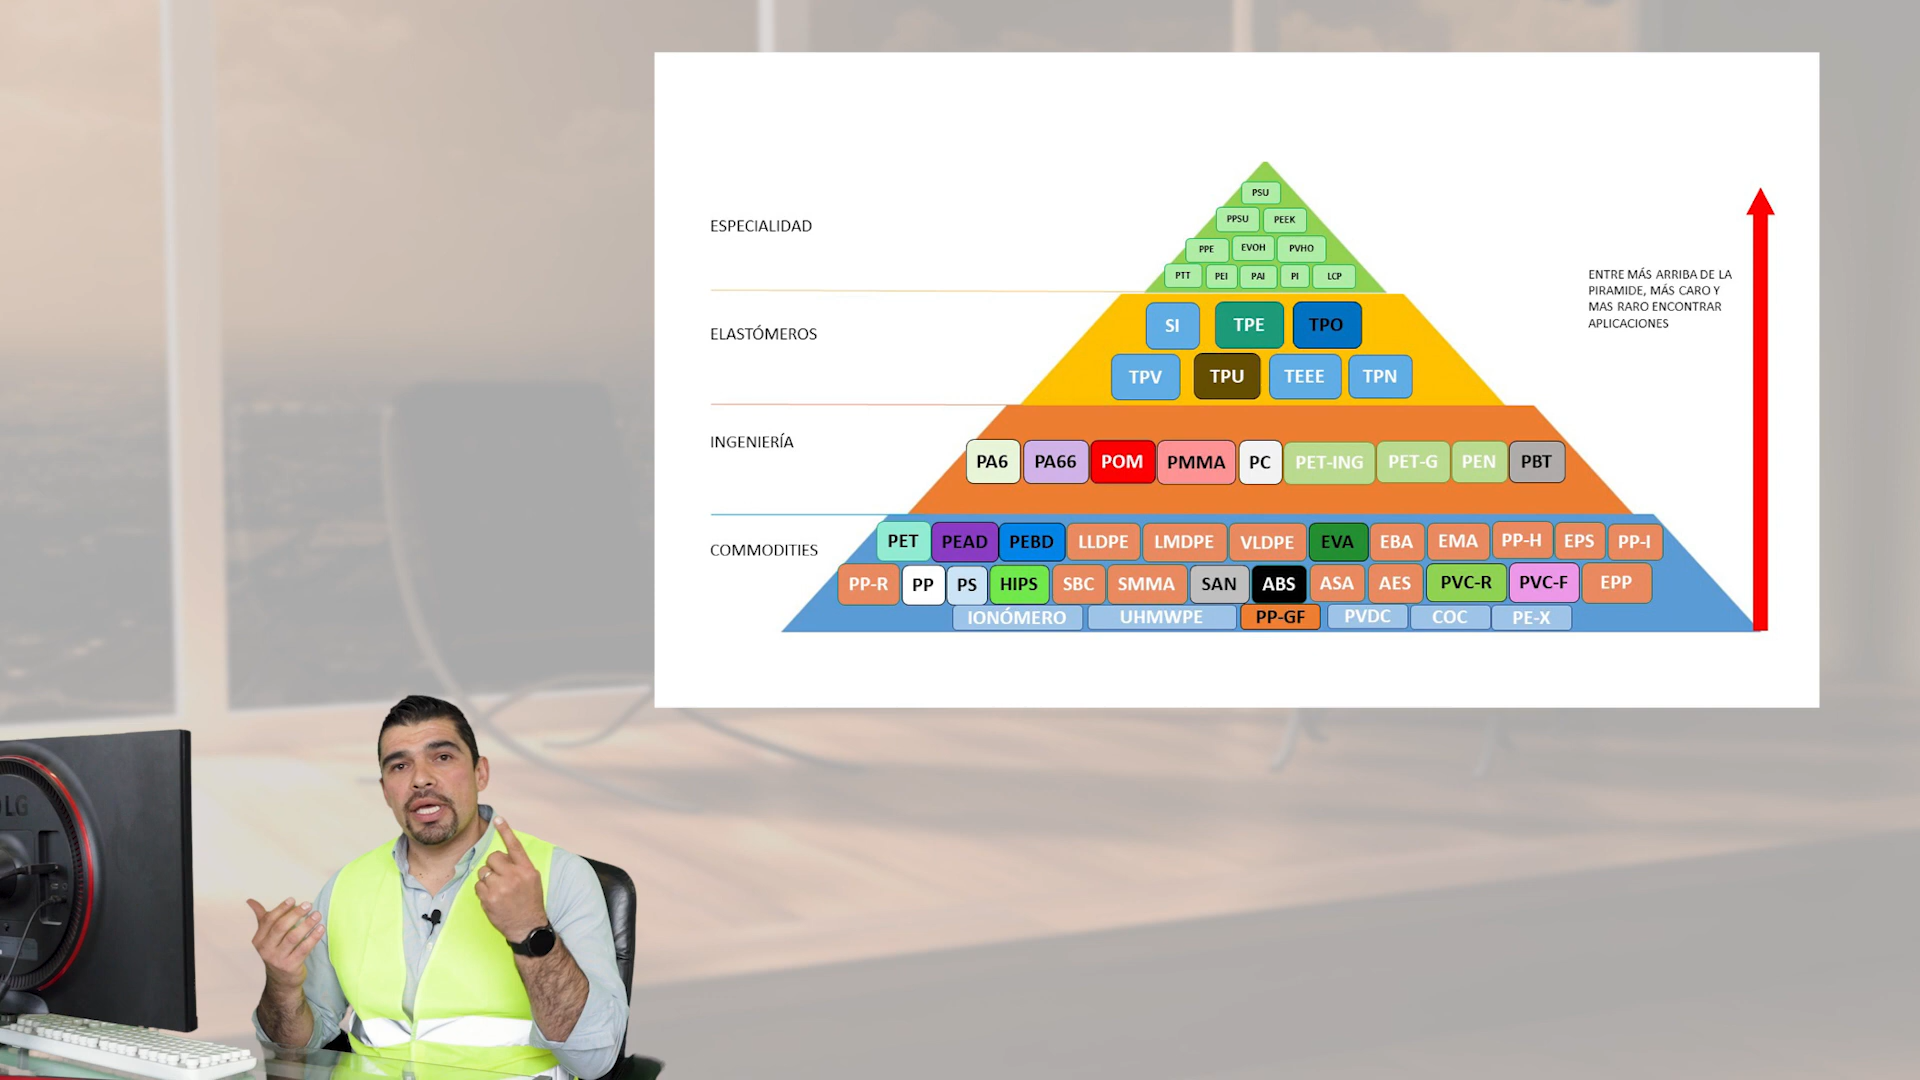 ESPECIALIDAD
PSU
PPSU PEEK
PPE EVOH PVHO
PTT PEI PAI PI LCP
ENTRE MÁS ARRIBA DE LA
PIRAMIDE, MÁS CARO Y
MAS RARO ENCONTRAR
APLICACIONES
ELASTÓMEROS
SI TPE TPO
TPV TPU TEEE TPN
INGENIERÍA
PA6 PA66 POM PMMA PC PET-ING PET-G PEN PBT
COMMODITIES
PET PEAD PEBD LLDPE LMDPE VLDPE EVA EBA EMA PP-H EPS PP-I
PP-R PP PS HIPS SBC SMMA SAN ABS ASA AES PVC-R PVC-F EPP
IONÓMERO UHMWPE PP-GF PVDC COC PE-X
LG